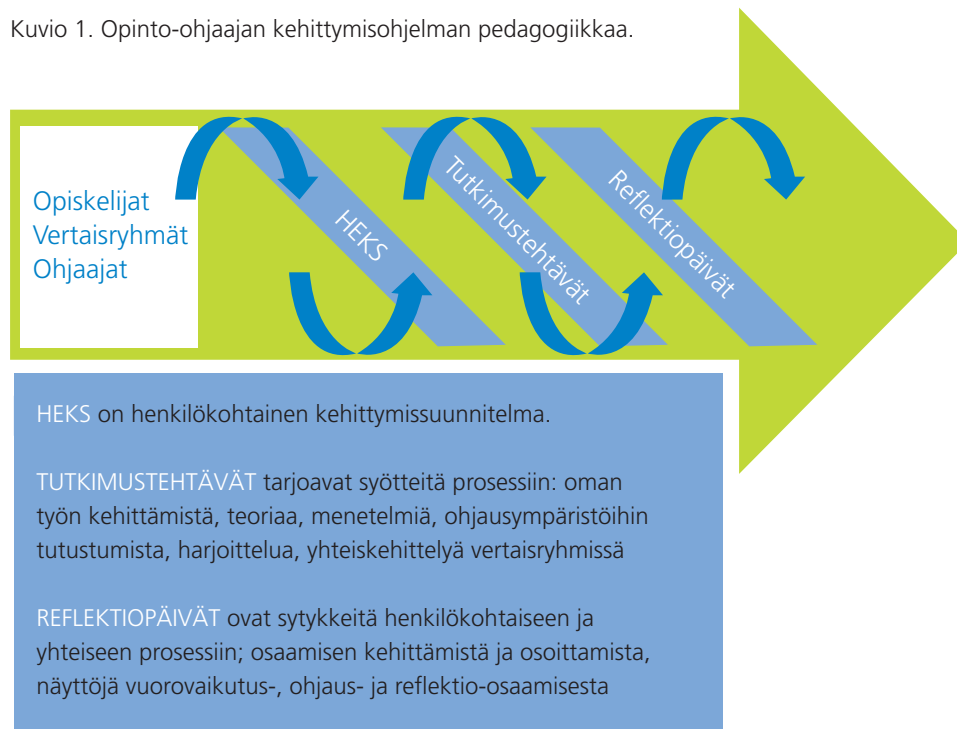 Kuvio 1. Opinto-ohjaajan kehittymisohjelman pedagogiikkaa.
Opiskelijat
Vertaisryhmät
Ohjaajat
HEKS
Tutkimustehtävät
Reflektiopäivät
HEKS on henkilökohtainen kehittymissuunnitelma.
TUTKIMUSTEHTÄVÄT tarjoavat syötteitä prosessiin: oman
työn kehittämistä, teoriaa, menetelmiä, ohjausympäristöihin
tutustumista, harjoittelua, yhteiskehittelyä vertaisryhmissä
REFLEKTIOPÄIVÄT ovat sytykkeitä henkilökohtaiseen ja
yhteiseen prosessiin; osaamisen kehittämistä ja osoittamista,
näyttöjä vuorovaikutus-, ohjaus- ja reflektio-osaamisesta